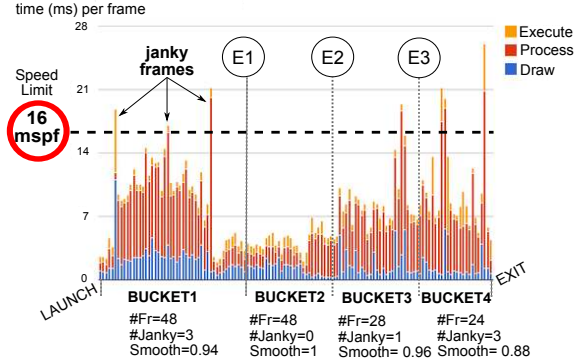 time (ms) per frame
28
21
14
7
0
Speed
Limit
16
mspf
janky
frames
E1
E2
E3
Execute
Process
Draw
LAUNCH
EXIT
BUCKET1
#Fr=48
#Janky=3
Smooth=0.94
BUCKET2
#Fr=48
#Janky=0
Smooth=1
BUCKET3
#Fr=28
#Janky=1
Smooth= 0.96
BUCKET4
#Fr=24
#Janky=3
Smooth= 0.88